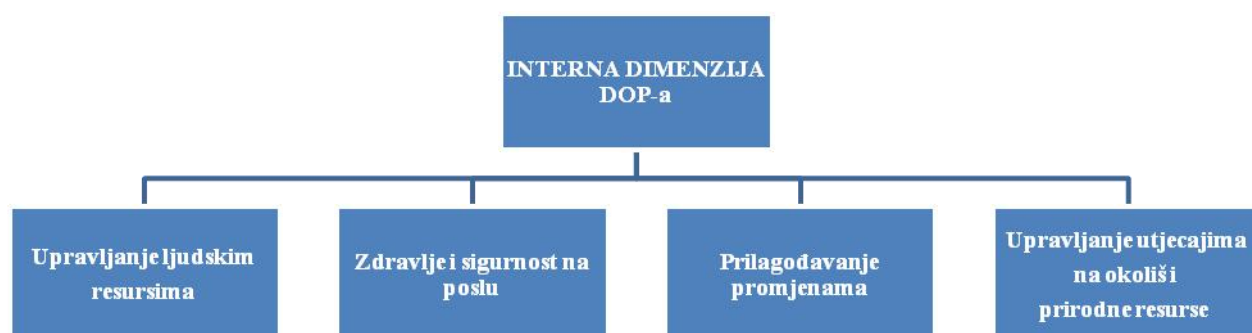 INTERNA DIMENZIJA
DOP-a
Upravljanje ljudskim
resursima
Zdravlje i sigurnost na
poslu
Prilagođavanje
promjenama
Upravljanje utjecajima
na okoliš i
prirodne resurse